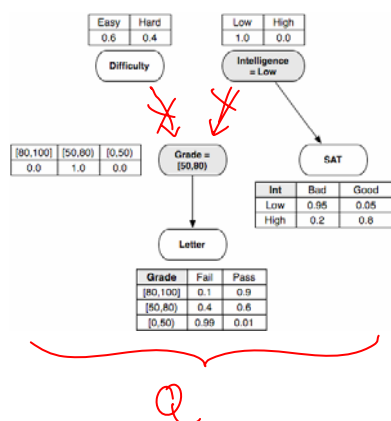 Easy Hard Low High
0.6 0.4 1.0 0.0
Difficulty Intelligence
= Low
[80,100] [50,80) [0,50) Grade =
0.0 1.0 0.0 [50,80) SAT
Int Bad Good
Low 0.95 0.05
High 0.2 0.8
Letter
Grade Fail Pass
[80,100] 0.1 0.9
[50,80) 0.4 0.6
[0,50) 0.99 0.01
Q